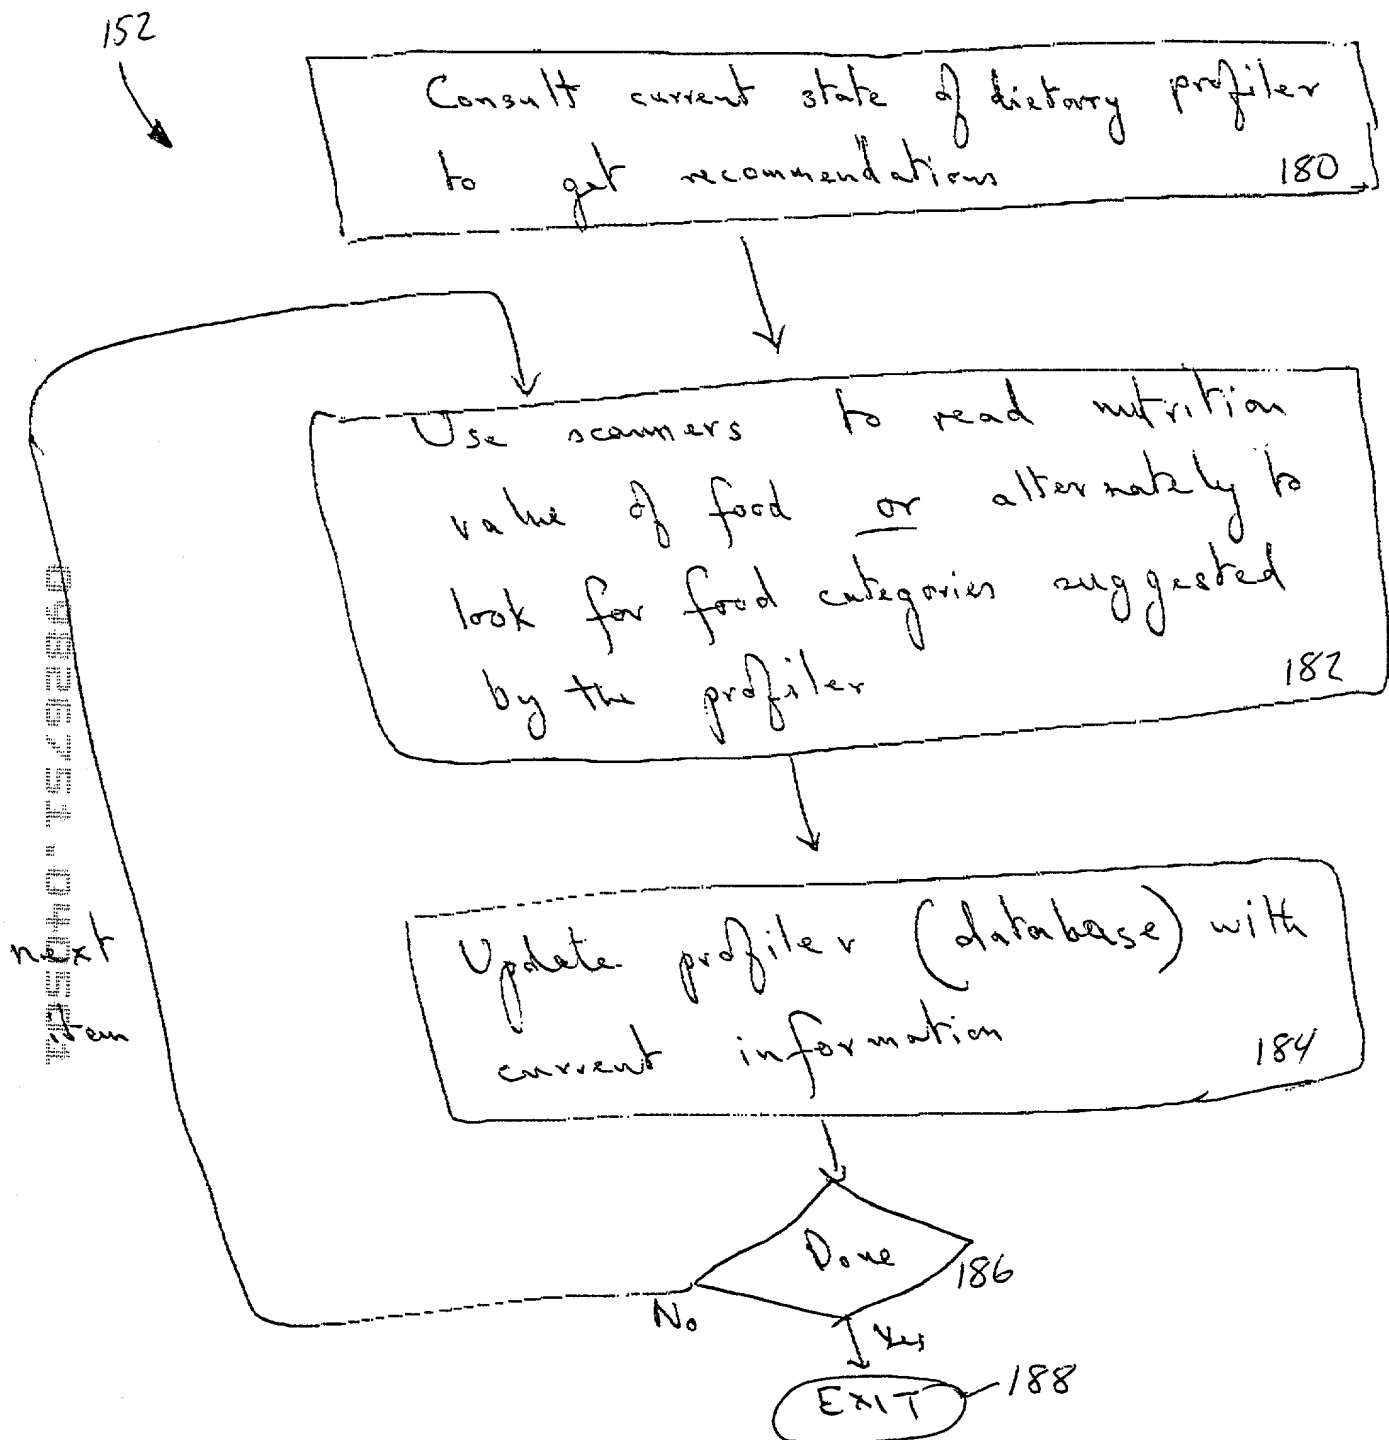 152
Consult current state of dietary profiler
to get recommendations
180
Use scanners to read nutrition
value of food or alternately to
look for food categories suggested
by the profiler
182
Update profiler (database) with
current information
184
next
item
Done
186
No
Yes
EXIT
188